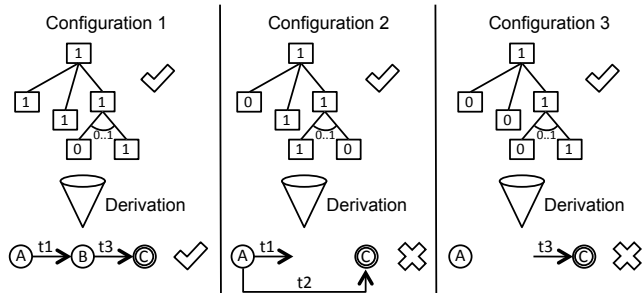 Configuration 1
1
1
1
1
0..1
0
1
Derivation
A
t1
B
t3
C
Configuration 2
1
0
1
1
0..1
1
0
Derivation
A
t1
C
t2
Configuration 3
1
0
0
1
0..1
0
1
Derivation
A
t3
C